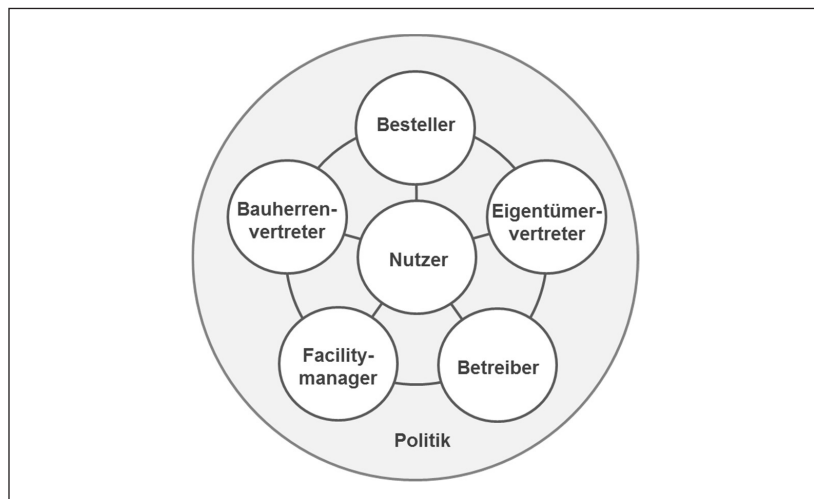 Besteller
Bauherren-
vertreter
Eigentümer-
vertreter
Nutzer
Facility-
manager
Betreiber
Politik